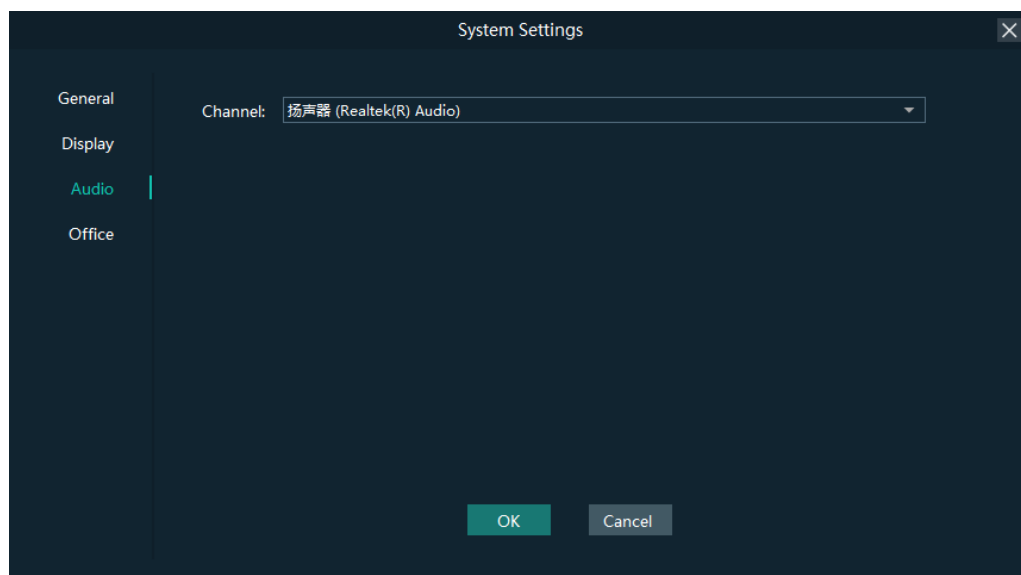 System Settings
General
Channel: 扬声器 (Realtek(R) Audio)
Display
Audio
Office
OK Cancel